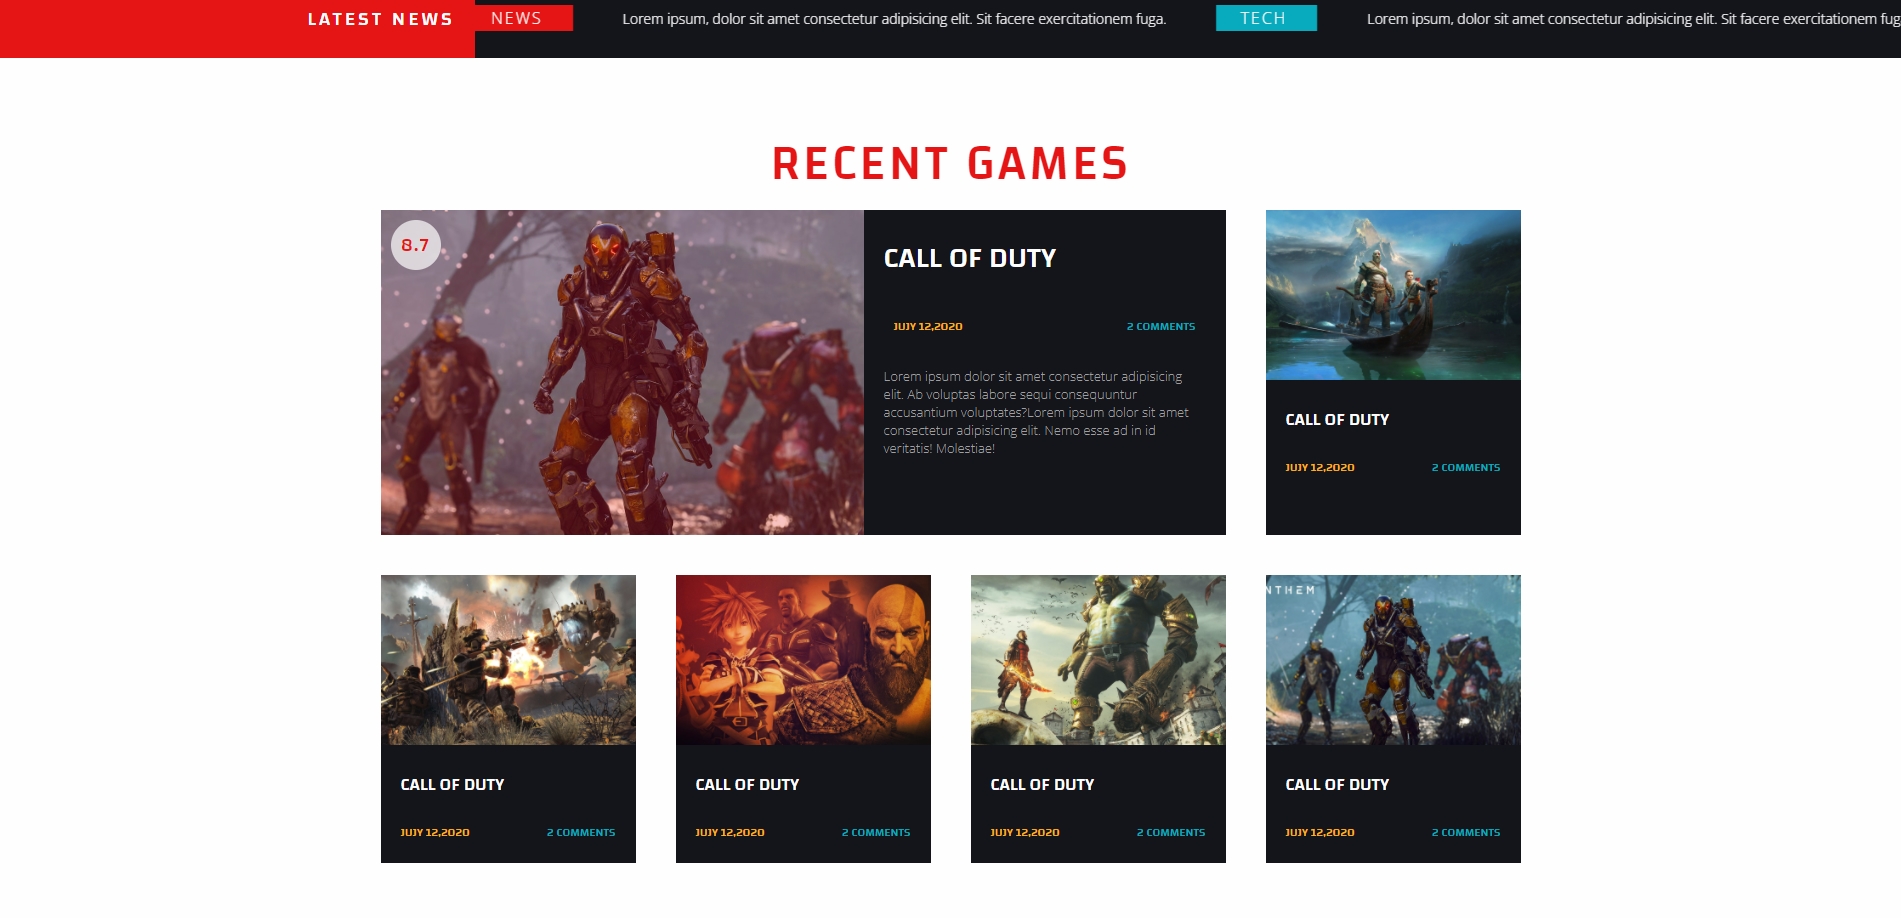 LATEST NEWS
NEWS
Lorem ipsum, dolor sit amet consectetur adipisicing elit. Sit facere exercitationem fuga.
TECH
Lorem ipsum, dolor sit amet consectetur adipisicing elit. Sit facere exercitationem fug
RECENT GAMES
8.7
CALL OF DUTY
JUJY 12,2020
2 COMMENTS
Lorem ipsum dolor sit amet consectetur adipisicing
elit. Ab voluptas labore sequi consequuntur
accusantium voluptates?Lorem ipsum dolor sit amet
consectetur adipisicing elit. Nemo esse ad in id
veritatis! Molestiae!
CALL OF DUTY
JUJY 12,2020
2 COMMENTS
CALL OF DUTY
JUJY 12,2020
2 COMMENTS
CALL OF DUTY
JUJY 12,2020
2 COMMENTS
CALL OF DUTY
JUJY 12,2020
2 COMMENTS
NTHEM
CALL OF DUTY
JUJY 12,2020
2 COMMENTS